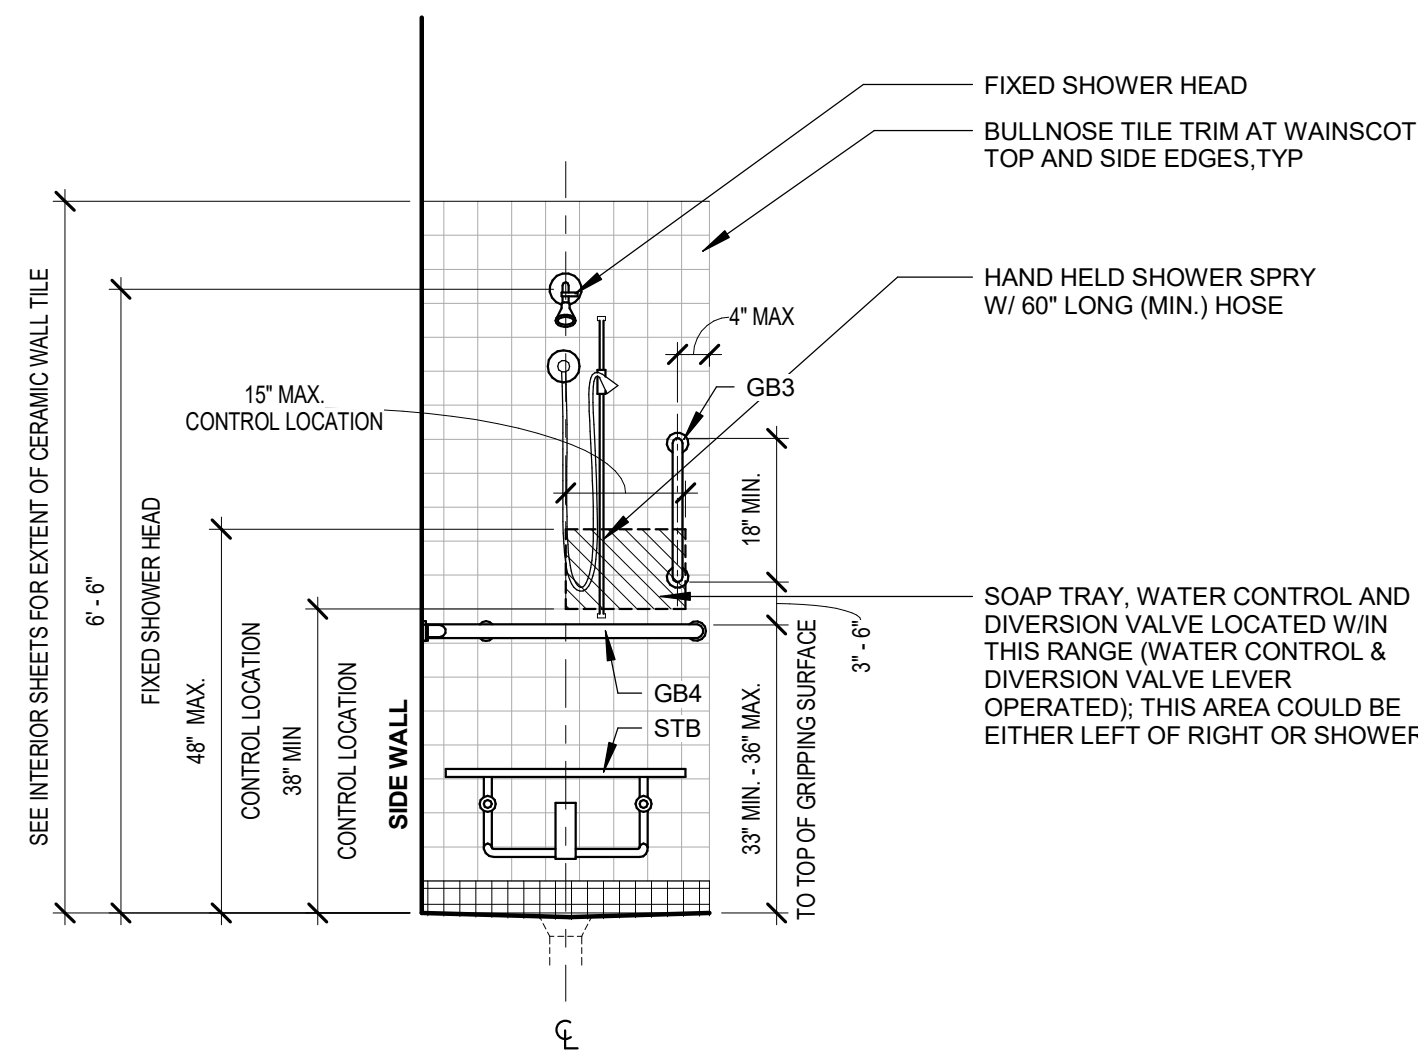 FIXED SHOWER HEAD
BULLNOSE TILE TRIM AT WAINSCOT
TOP AND SIDE EDGES,TYP
HAND HELD SHOWER SPRY
W/ 60" LONG (MIN.) HOSE
4" MAX
GB3
15" MAX.
CONTROL LOCATION
18" MIN.
SOAP TRAY, WATER CONTROL AND
DIVERSION VALVE LOCATED W/IN
THIS RANGE (WATER CONTROL &
DIVERSION VALVE LEVER
OPERATED); THIS AREA COULD BE
EITHER LEFT OF RIGHT OR SHOWER
3" - 6"
GB4
STB
33" MIN. - 36" MAX.
TO TOP OF GRIPPING SURFACE
SEE INTERIOR SHEETS FOR EXTENT OF CERAMIC WALL TILE
6' - 6"
FIXED SHOWER HEAD
48" MAX.
CONTROL LOCATION
38" MIN
CONTROL LOCATION
SIDE WALL
℄